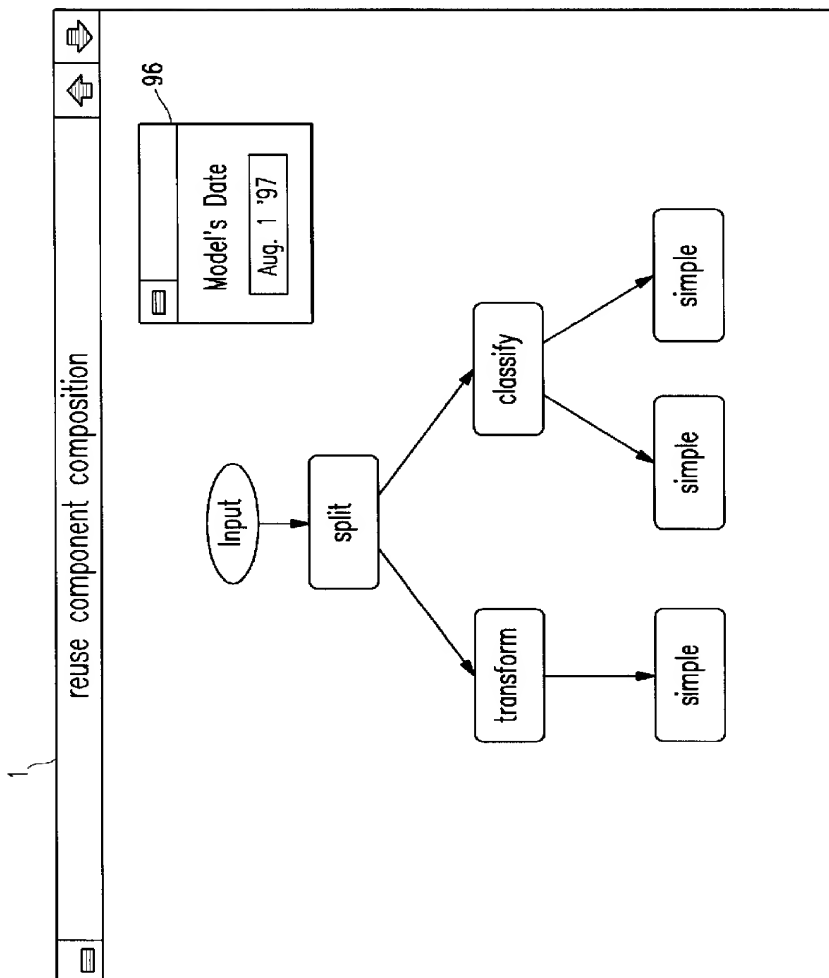 1
reuse component composition
96
Model's Date
Aug. 1 '97
Input
split
transform
classify
simple
simple
simple